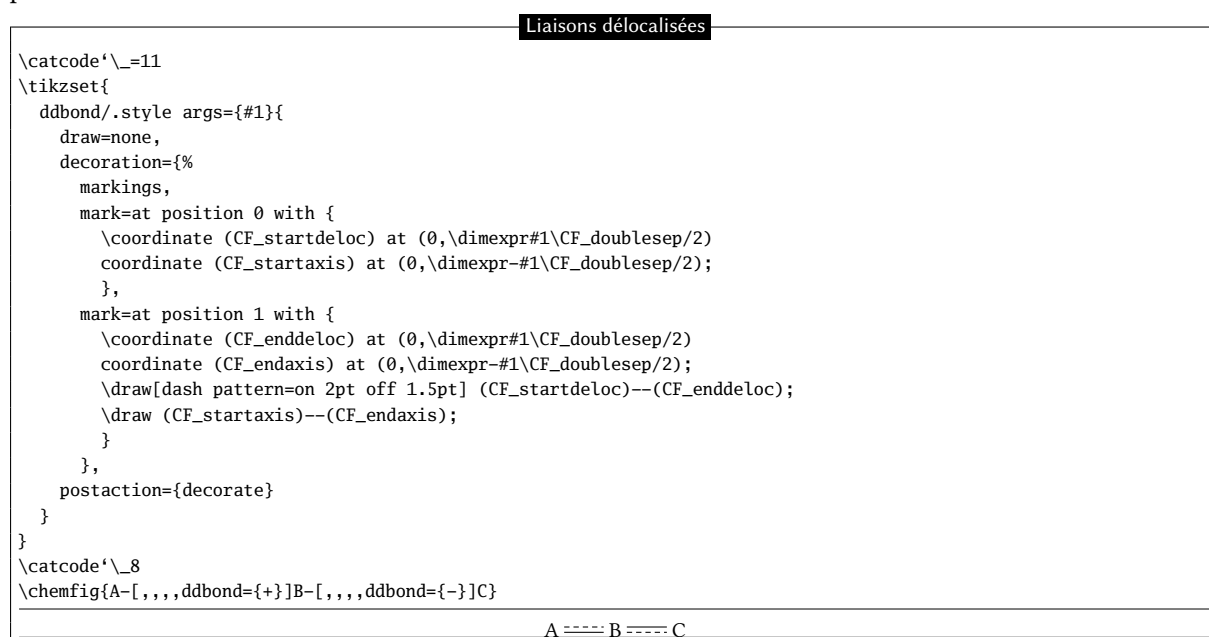 Liaisons délocalisées
\catcode‘\_=11
\tikzset{
  ddbond/.style args={#1}{
    draw=none,
    decoration={%
      markings,
      mark=at position 0 with {
        \coordinate (CF_startdeloc) at (0,\dimexpr#1\CF_doublesep/2)
        coordinate (CF_startaxis) at (0,\dimexpr-#1\CF_doublesep/2);
        },
      mark=at position 1 with {
        \coordinate (CF_enddeloc) at (0,\dimexpr#1\CF_doublesep/2)
        coordinate (CF_endaxis) at (0,\dimexpr-#1\CF_doublesep/2);
        \draw[dash pattern=on 2pt off 1.5pt] (CF_startdeloc)--(CF_enddeloc);
        \draw (CF_startaxis)--(CF_endaxis);
        }
      },
    postaction={decorate}
  }
}
\catcode‘\_8
\chemfig{A-[,,,,ddbond={+}]B-[,,,,ddbond={-}]C}
A B C